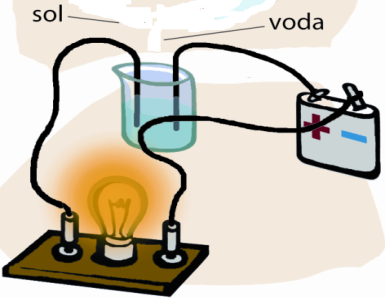 sol
voda
+ −